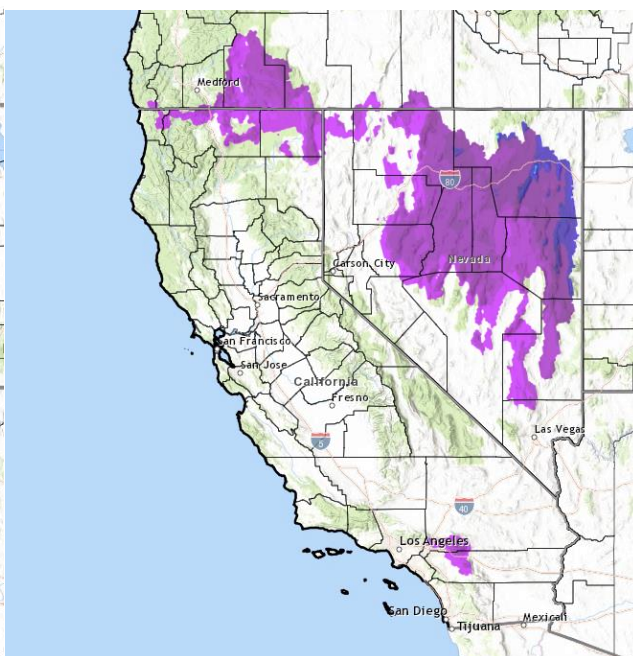 Medford
80
Carson City
Nevada
Sacramento
San Francisco
San Jose
California
Fresno
5
Las Vegas
40
Los Angeles
San Diego
Tijuana
Mexicali